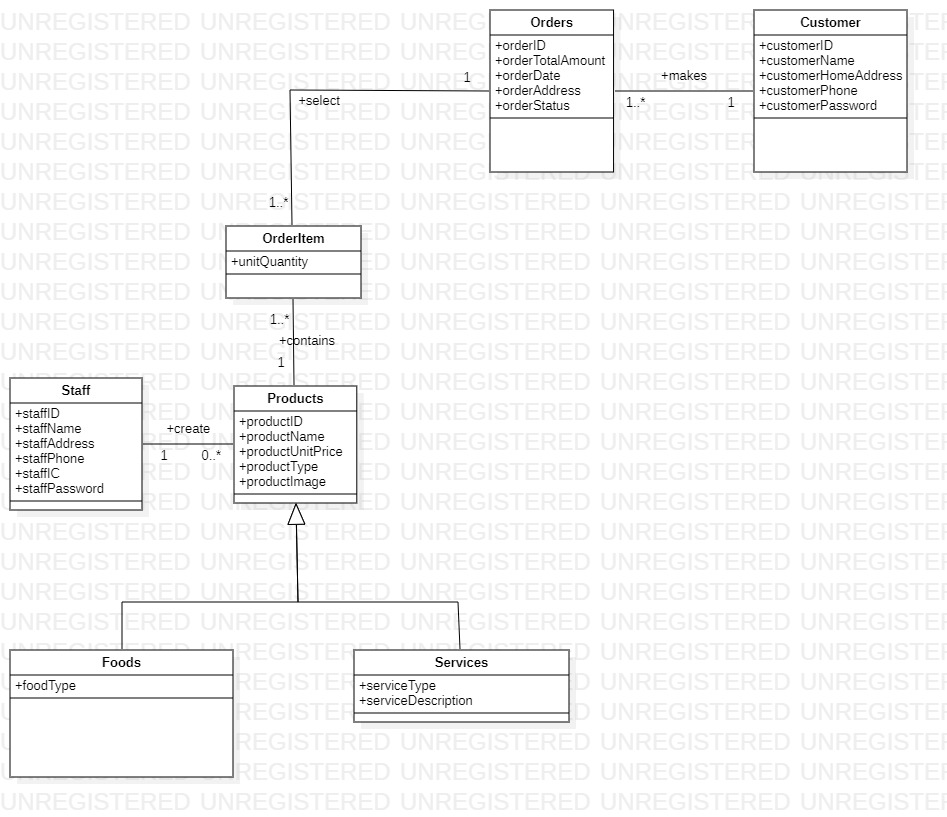 Orders
+orderID
+orderTotalAmount
+orderDate
+orderAddress
+orderStatus
Customer
+customerID
+customerName
+customerHomeAddress
+customerPhone
+customerPassword
+makes
1..*
1
1
+select
1..*
OrderItem
+unitQuantity
1..*
+contains
1
Staff
+staffID
+staffName
+staffAddress
+staffPhone
+staffIC
+staffPassword
+create
1
0..*
Products
+productID
+productName
+productUnitPrice
+productType
+productImage
Foods
+foodType
Services
+serviceType
+serviceDescription
UNREGISTERED